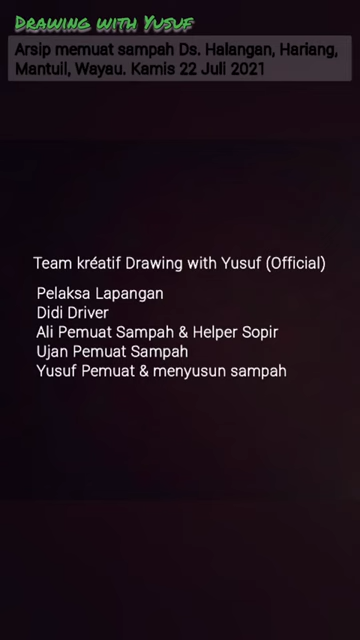 Drawing with Yusuf
Arsip memuat sampah Ds. Halangan, Hariang,
Mantuil, Wayau. Kamis 22 Juli 2021
Team kréatif Drawing with Yusuf (Official)
Pelaksa Lapangan
Didi Driver
Ali Pemuat Sampah & Helper Sopir
Ujan Pemuat Sampah
Yusuf Pemuat & menyusun sampah